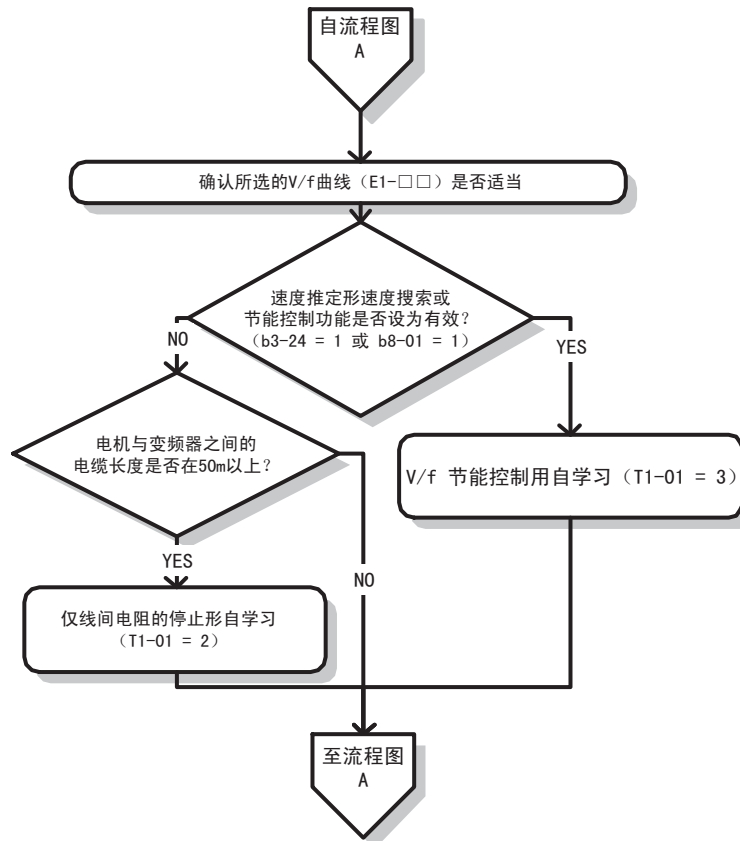 自流程图
A
确认所选的V/f曲线（E1-□□）是否适当
速度推定形速度搜索或
节能控制功能是否设为有效？
（b3-24 = 1 或 b8-01 = 1）
NO
YES
电机与变频器之间的
电缆长度是否在50m以上？
V/f 节能控制用自学习（T1-01 = 3）
YES
NO
仅线间电阻的停止形自学习
（T1-01 = 2）
至流程图
A